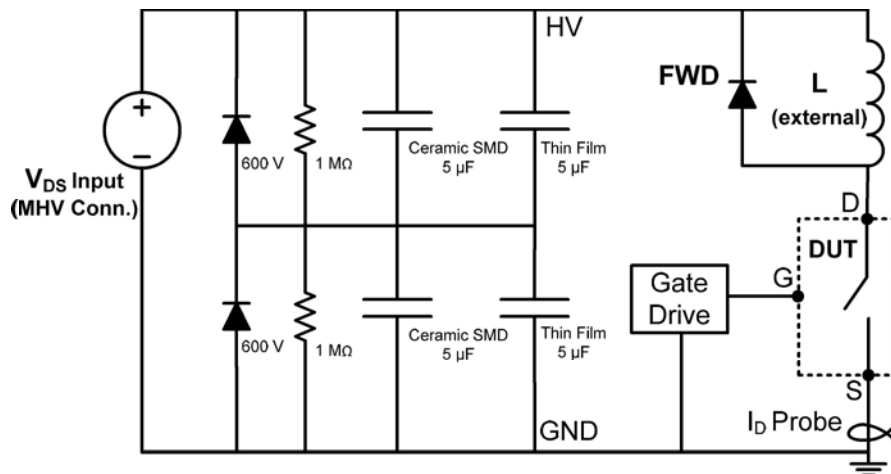 HV
FWD
L
(external)
+
−
V_DS Input
(MHV Conn.)
600 V
1 MΩ
Ceramic SMD
5 µF
Thin Film
5 µF
D
DUT
G
Gate
Drive
600 V
1 MΩ
Ceramic SMD
5 µF
Thin Film
5 µF
S
GND
I_D Probe